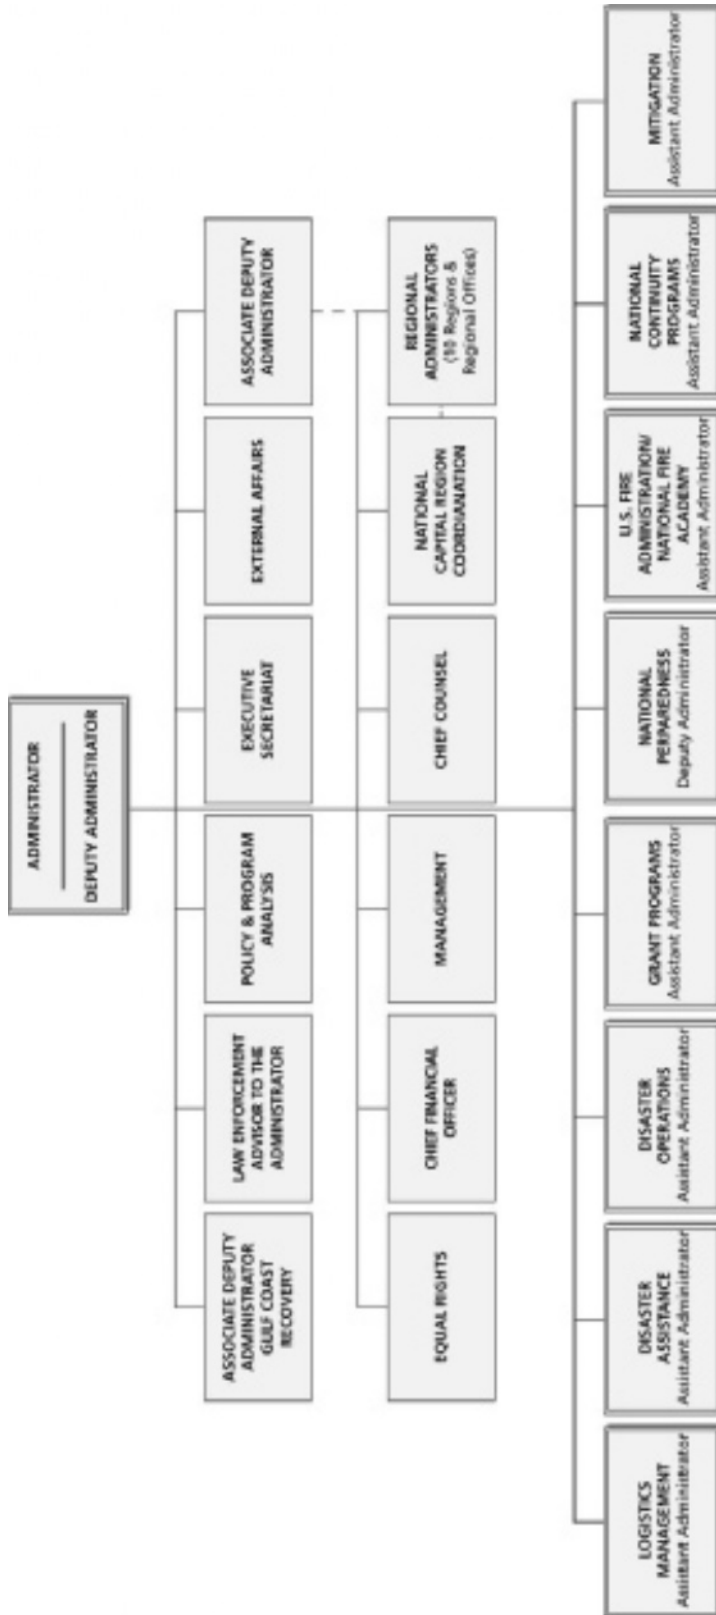 ADMINISTRATOR
DEPUTY ADMINISTRATOR
ASSOCIATE DEPUTY
ADMINISTRATOR
GULF COAST
RECOVERY
LAW ENFORCEMENT
ADVISOR TO THE
ADMINISTRATOR
POLICY & PROGRAM
ANALYSIS
EXECUTIVE
SECRETARIAT
EXTERNAL AFFAIRS
ASSOCIATE DEPUTY
ADMINISTRATOR
EQUAL RIGHTS
CHIEF FINANCIAL
OFFICER
MANAGEMENT
CHIEF COUNSEL
NATIONAL
CAPITAL REGION
COORDIANATION
REGIONAL
ADMINISTRATORS
(10 Regions &
Regional Offices)
LOGISTICS
MANAGEMENT
Assistant Administrator
DISASTER
ASSISTANCE
Assistant Administrator
DISASTER
OPERATIONS
Assistant Administrator
GRANT PROGRAMS
Assistant Administrator
NATIONAL
PERPAREDNESS
Deputy Administrator
U.S. FIRE
ADMINISTRATION/
NATIONAL FIRE
ACADEMY
Assistant Administrator
NATIONAL
CONTINUITY
PROGRAMS
Assistant Administrator
MITIGATION
Assistant Administrator